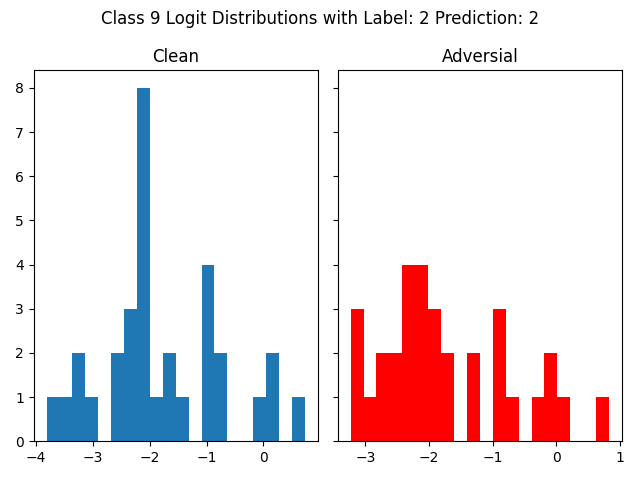 Class 9 Logit Distributions with Label: 2 Prediction: 2
Clean
Adversial
8
7
6
5
4
3
2
1
0
−4 −3 −2 −1 0
−3 −2 −1 0 1